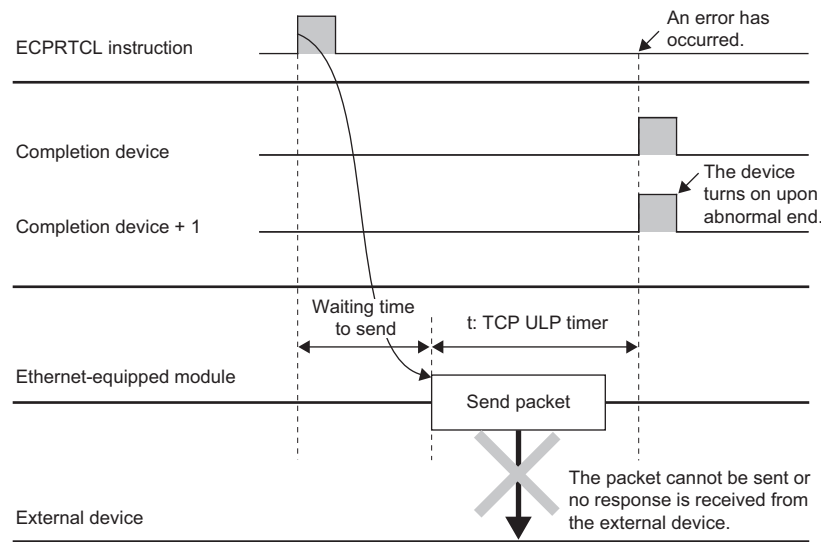 An error has
occurred.
ECPRTCL instruction
Completion device
The device
turns on upon
abnormal end.
Completion device + 1
Waiting time
to send
t: TCP ULP timer
Ethernet-equipped module
Send packet
The packet cannot be sent or
no response is received from
the external device.
External device